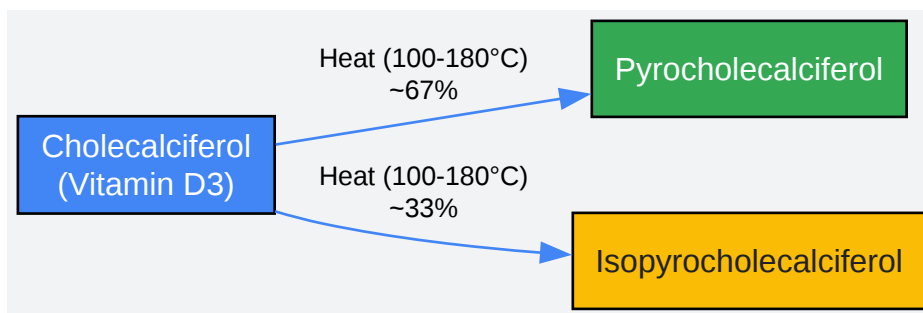 Heat (100-180°C)
~67%
Pyrocholecalciferol
Cholecalciferol
(Vitamin D3)
Heat (100-180°C)
~33%
Isopyrocholecalciferol